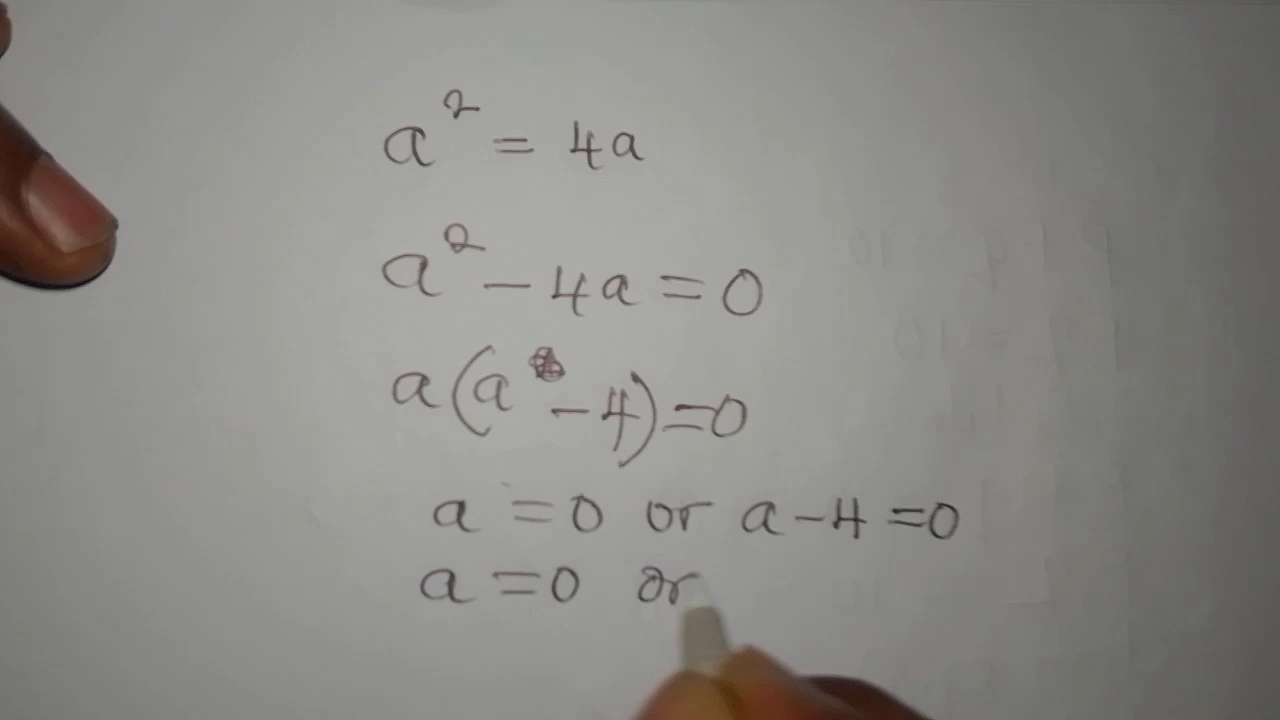 a² = 4a
a² - 4a = 0
a(a - 4) = 0
a = 0 or a - 4 = 0
a = 0 or